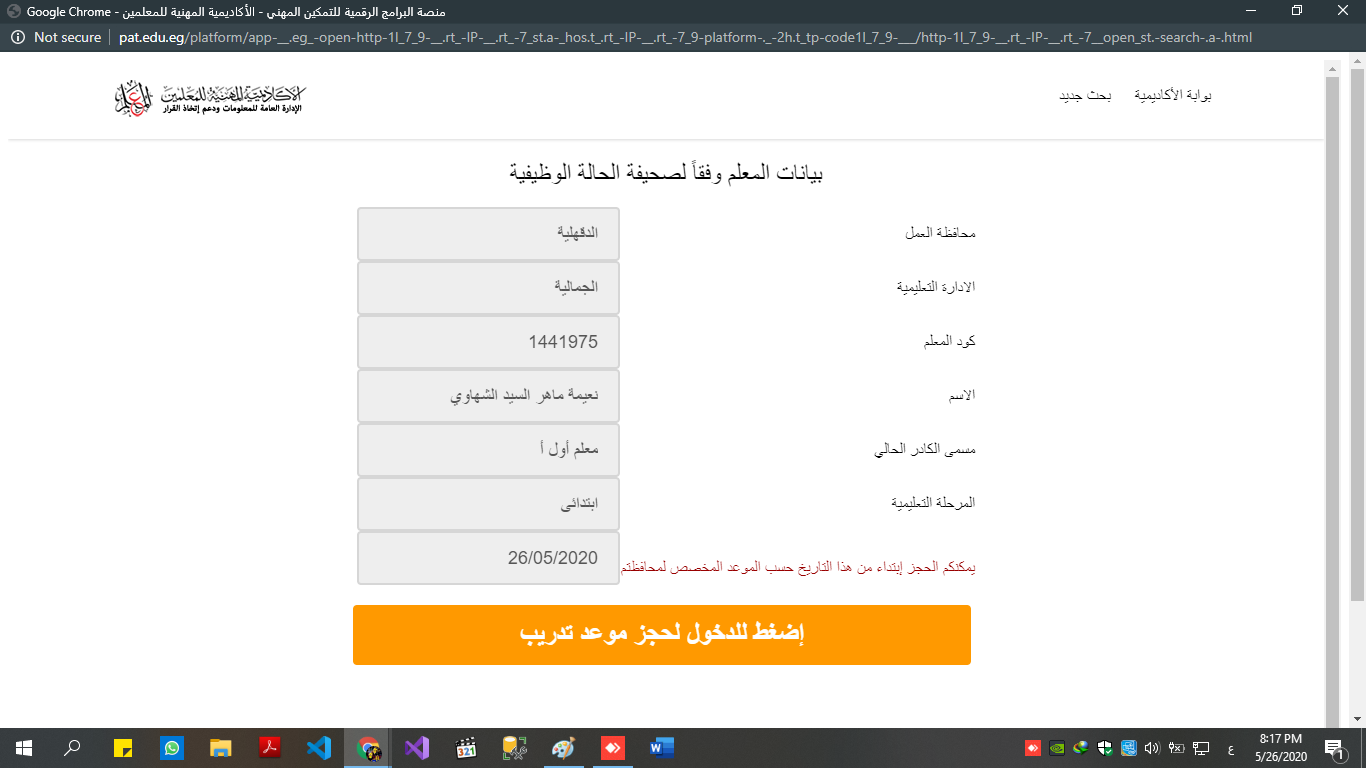 منصة البرامج الرقمية للتمكين المهني - الأكاديمية المهنية للمعلمين - Google Chrome
Not secure | pat.edu.eg/platform/app-__.eg_-open-http-1l_7_9-__.rt_-IP-__.rt_-7_st.a-_hos.t_.rt_-IP-__.rt_-7_9-platform-._-2h.t_tp-code1l_7_9-___/http-1l_7_9-__.rt_-IP-__.rt_-7__open_st.-search-.a-.html
بوابة الأكاديمية بحث جديد
الأكاديمية المهنية للمعلمين
الإدارة العامة للمعلومات ودعم إتخاذ القرار
بيانات المعلم وفقاً لصحيفة الحالة الوظيفية
محافظة العمل الدقهلية
الادارة التعليمية الجمالية
كود المعلم 1441975
الاسم نعيمة ماهر السيد الشهاوي
مسمى الكادر الحالي معلم أول أ
المرحلة التعليمية ابتدائى
يمكنكم الحجز إبتداء من هذا التاريخ حسب الموعد المخصص لمحافظتم 26/05/2020
إضغط للدخول لحجز موعد تدريب
321
ع
8:17 PM
5/26/2020
1